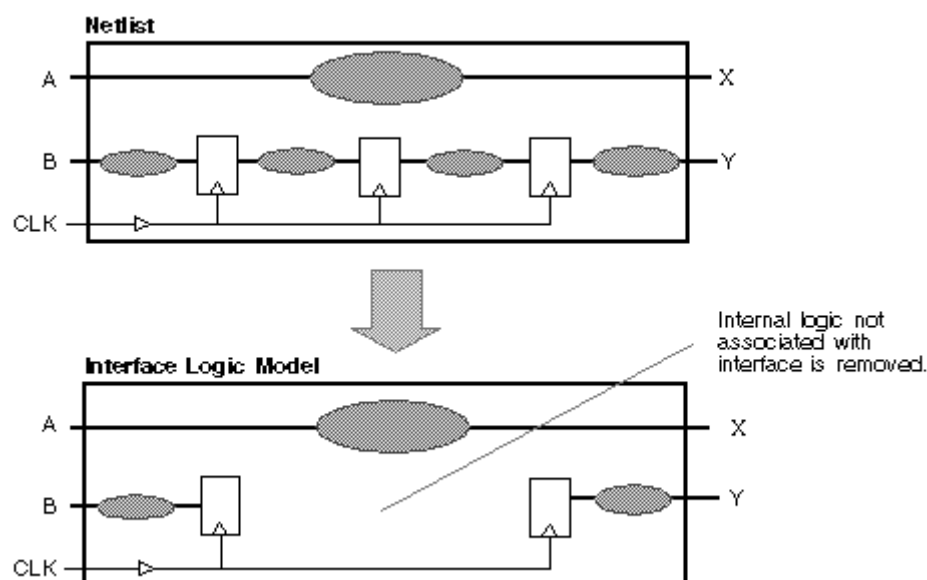 Netlist
A
X
B
Y
CLK
Internal logic not
associated with
interface is removed.
Interface Logic Model
A
X
B
Y
CLK